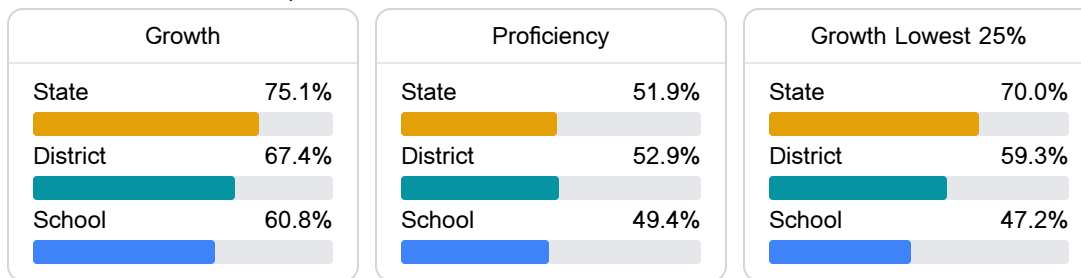 Growth
State 75.1%
District 67.4%
School 60.8%
Proficiency
State 51.9%
District 52.9%
School 49.4%
Growth Lowest 25%
State 70.0%
District 59.3%
School 47.2%